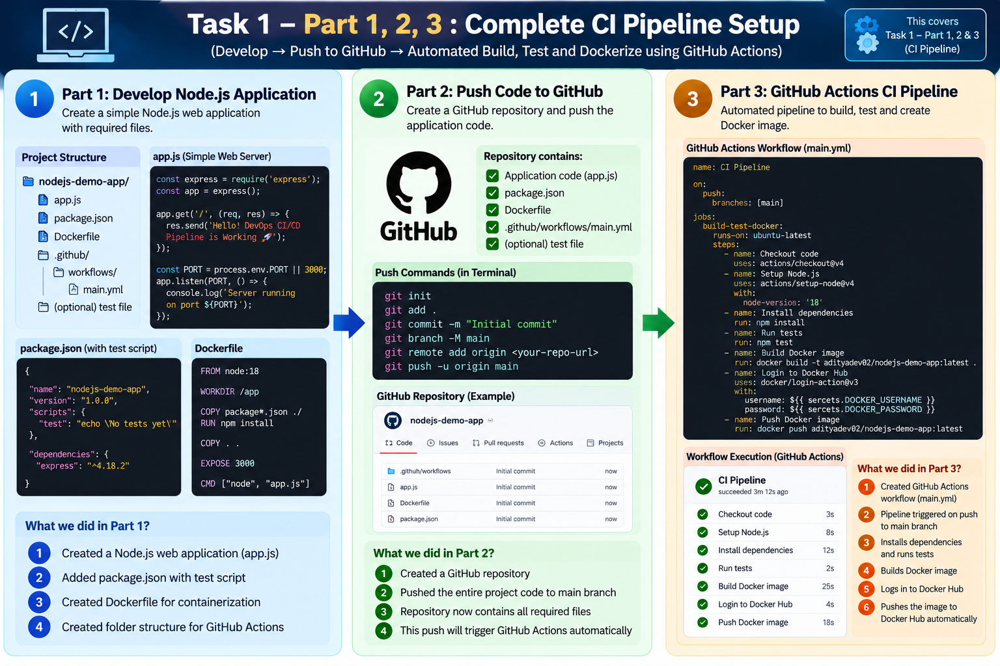 </>
Task 1 – Part 1, 2, 3 : Complete CI Pipeline Setup
(Develop → Push to GitHub → Automated Build, Test and Dockerize using GitHub Actions)
This covers
Task 1 – Part 1, 2 & 3
(CI Pipeline)
1
Part 1: Develop Node.js Application
Create a simple Node.js web application
with required files.
Project Structure
nodejs-demo-app/
app.js
package.json
Dockerfile
.github/
workflows/
main.yml
(optional) test file
app.js (Simple Web Server)
const express = require('express');
const app = express();
app.get('/', (req, res) => {
res.send('Hello! DevOps CI/CD
Pipeline is Working 🚀');
});
const PORT = process.env.PORT || 3000;
app.listen(PORT, () => {
console.log('Server running
on port ${PORT}');
});
package.json (with test script)
{
"name": "nodejs-demo-app",
"version": "1.0.0",
"scripts": {
"test": "echo \"No tests yet\"
},
"dependencies": {
"express": "^4.18.2"
}
Dockerfile
FROM node:18
WORKDIR /app
COPY package*.json ./
RUN npm install
COPY . .
EXPOSE 3000
CMD ["node", "app.js"]
What we did in Part 1?
1 Created a Node.js web application (app.js)
2 Added package.json with test script
3 Created Dockerfile for containerization
4 Created folder structure for GitHub Actions
2
Part 2: Push Code to GitHub
Create a GitHub repository and push the
application code.
GitHub
Repository contains:
Application code (app.js)
package.json
Dockerfile
.github/workflows/main.yml
(optional) test file
Push Commands (in Terminal)
git init
git add .
git commit -m "Initial commit"
git branch -M main
git remote add origin <your-repo-url>
git push -u origin main
GitHub Repository (Example)
nodejs-demo-app
Code Issues Pull requests Actions Projects
.githuh/workflows Initial commit now
app.js Initial commit now
Dockerfile Initial commit now
package.json Initial commit now
What we did in Part 2?
1 Created a GitHub repository
2 Pushed the entire project code to main branch
3 Repository now contains all required files
4 This push will trigger GitHub Actions automatically
3
Part 3: GitHub Actions CI Pipeline
Automated pipeline to build, test and create
Docker image.
GitHub Actions Workflow (main.yml)
name: CI Pipeline
on:
push:
branches: [main]
jobs:
build-test-docker:
runs-on: ubuntu-latest
steps:
- name: Checkout code
uses: actions/checkout@v4
- name: Setup Node.js
uses: actions/setup-node@v4
with:
node-version: '18'
- name: Install dependencies
run: npm install
- name: Run tests
run: npm test
- name: Build Docker image
run: docker build -t adityadev02/nodejs-demo-app:latest .
- name: Login to Docker Hub
uses: docker/login-action@v3
with:
username: ${{ sercets.DOCKER_USERNAME }}
password: ${{ sercets.DOCKER_PASSWORD }}
- name: Push Docker image
run: docker push adityadev02/nodejs-demo-app:latest
Workflow Execution (GitHub Actions)
CI Pipeline
succeeded 3m 12s ago
Checkout code 3s
Setup Node.js 8s
Install dependencies 12s
Run tests 2s
Build Docker image 25s
Login to Docker Hub 4s
Push Docker image 18s
What we did in Part 3?
1 Created GitHub Actions
workflow (main.yml)
2 Pipeline triggered on push
to main branch
3 Installs dependencies
and runs tests
4 Builds Docker image
5 Logs in to Docker Hub
6 Pushes the image to
Docker Hub automatically